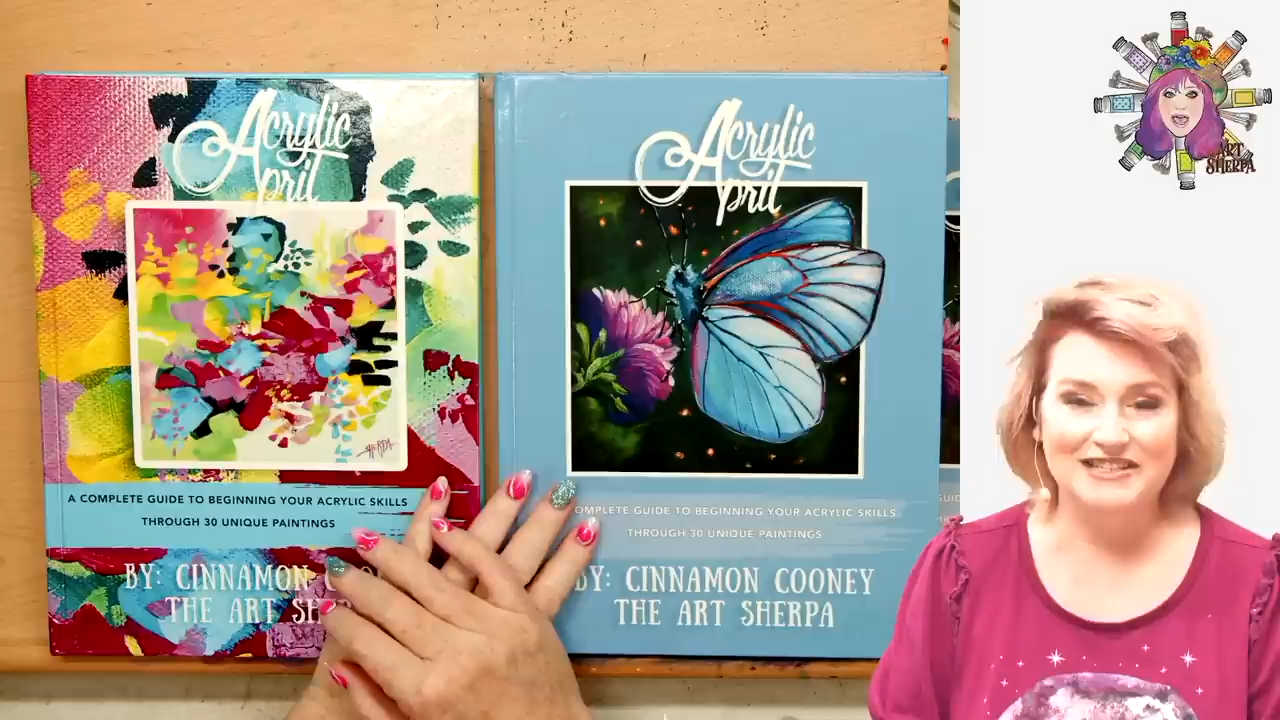 Acrylic
April
SHERPA
A COMPLETE GUIDE TO BEGINNING YOUR ACRYLIC SKILLS
THROUGH 30 UNIQUE PAINTINGS
BY: CINNAMON
THE ART
Acrylic
April
COMPLETE GUIDE TO BEGINNING YOUR ACRYLIC SKILLS
THROUGH 30 UNIQUE PAINTINGS
BY: CINNAMON COONEY
THE ART SHERPA
ART
SHERPA